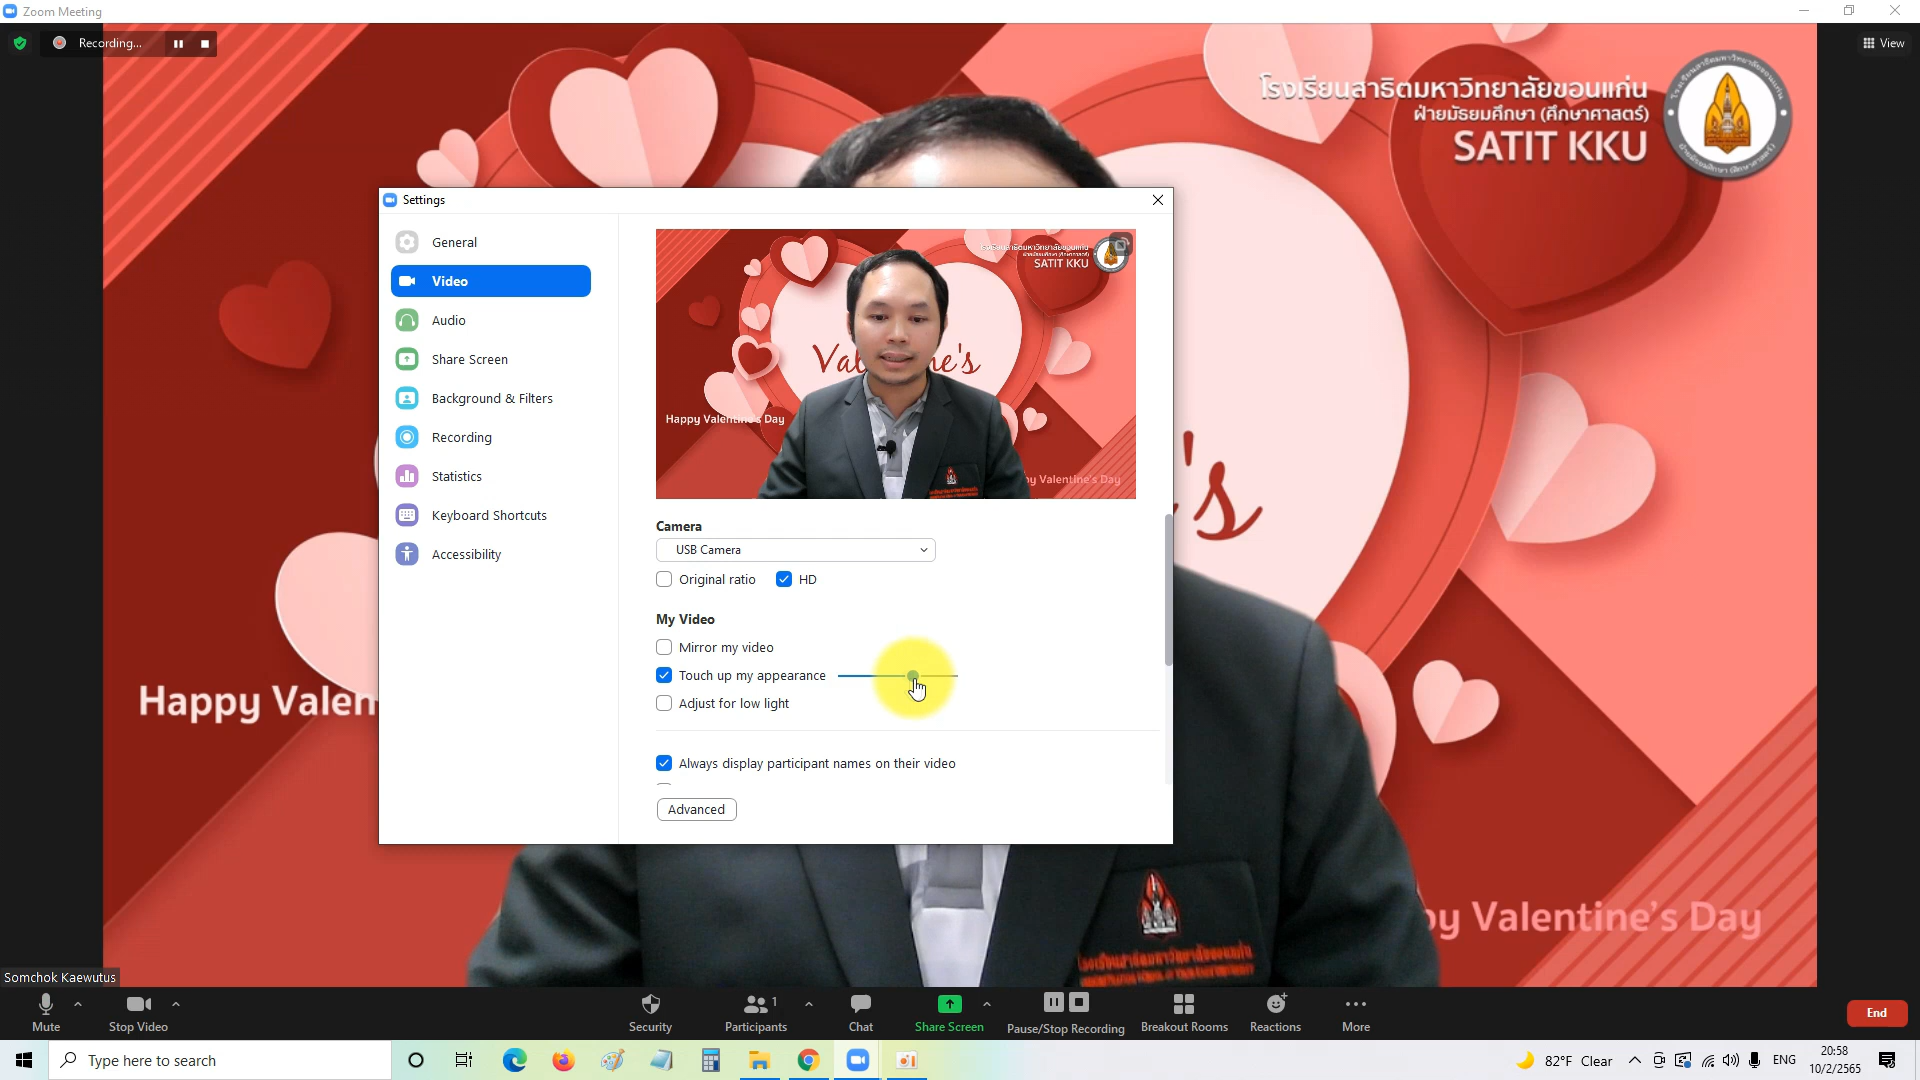 Zoom Meeting
Recording...
View
โรงเรียนสาธิตมหาวิทยาลัยขอนแก่น
ฝ่ายมัธยมศึกษา (ศึกษาศาสตร์)
SATIT KKU
Settings
General
Video
Audio
Share Screen
Background & Filters
Recording
Statistics
Keyboard Shortcuts
Accessibility
SATIT KKU
Happy Valentine's Day
Valentine's Day
Camera
USB Camera
Original ratio
HD
My Video
Mirror my video
Touch up my appearance
Adjust for low light
Always display participant names on their video
Advanced
's
Happy Valen
py Valentine's Day
Somchok Kaewutus
Mute
Stop Video
Security
Participants 1
Chat
Share Screen
Pause/Stop Recording
Breakout Rooms
Reactions
More
End
Type here to search
82°F Clear
ENG
20:58
10/2/2565